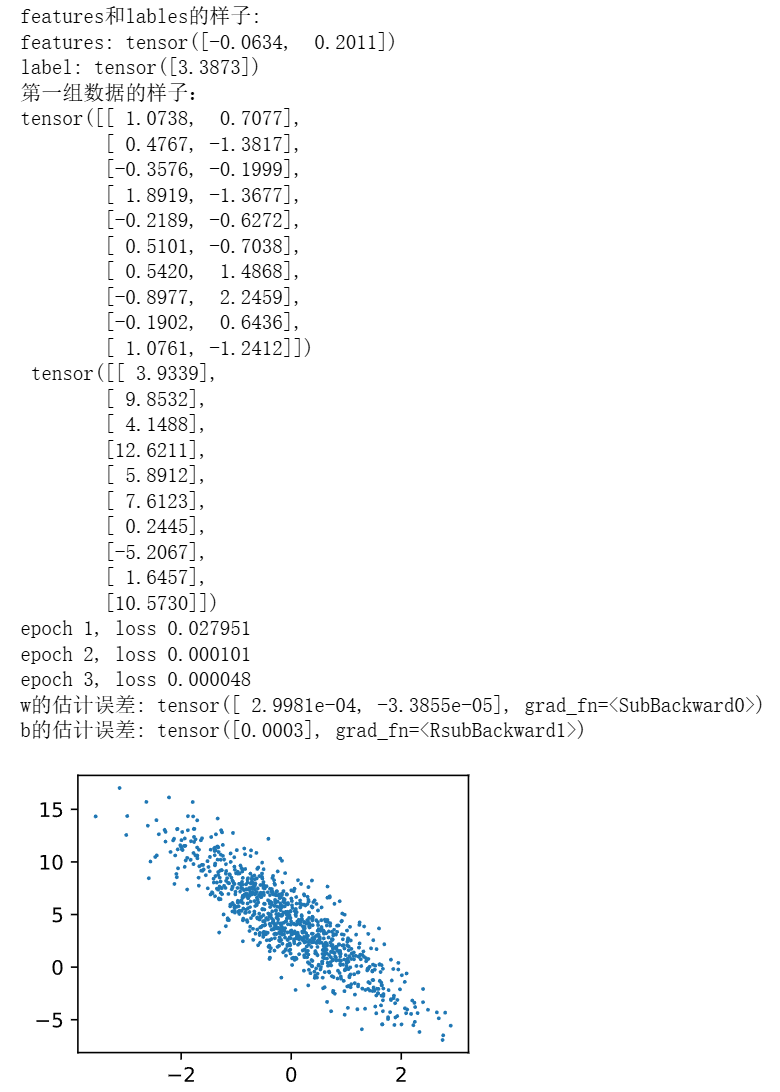 features和lables的样子:
features: tensor([-0.0634,  0.2011])
label: tensor([3.3873])
第一组数据的样子:
tensor([[ 1.0738,  0.7077],
        [ 0.4767, -1.3817],
        [-0.3576, -0.1999],
        [ 1.8919, -1.3677],
        [-0.2189, -0.6272],
        [ 0.5101, -0.7038],
        [ 0.5420,  1.4868],
        [-0.8977,  2.2459],
        [-0.1902,  0.6436],
        [ 1.0761, -1.2412]])
 tensor([[ 3.9339],
        [ 9.8532],
        [ 4.1488],
        [12.6211],
        [ 5.8912],
        [ 7.6123],
        [ 0.2445],
        [-5.2067],
        [ 1.6457],
        [10.5730]])
epoch 1, loss 0.027951
epoch 2, loss 0.000101
epoch 3, loss 0.000048
w的估计误差: tensor([ 2.9981e-04, -3.3855e-05], grad_fn=<SubBackward0>)
b的估计误差: tensor([0.0003], grad_fn=<RsubBackward1>)
15
10
5
0
−5
−2 0 2